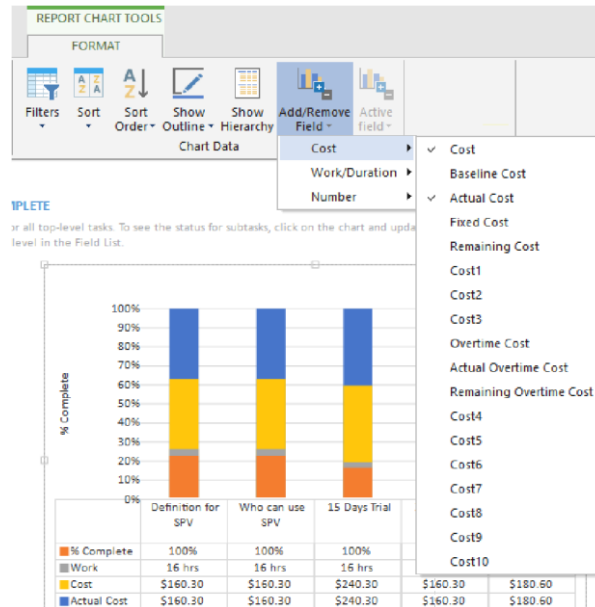 REPORT CHART TOOLS
FORMAT
Filters Sort Sort Order Show Outline Show Hierarchy Add/Remove Field Active field
Chart Data
Cost
Work/Duration
Number
Cost
Baseline Cost
Actual Cost
Fixed Cost
Remaining Cost
Cost1
Cost2
Cost3
Overtime Cost
Actual Overtime Cost
Remaining Overtime Cost
Cost4
Cost5
Cost6
Cost7
Cost8
Cost9
Cost10
MPLETE
or all top-level tasks. To see the status for subtasks, click on the chart and upda
level in the Field List.
% Complete
100%
90%
80%
70%
60%
50%
40%
30%
20%
10%
0%
Definition for SPV Who can use SPV 15 Days Trial
% Complete 100% 100% 100%
Work 16 hrs 16 hrs 16 hrs
Cost $160.30 $160.30 $240.30 $160.30 $180.60
Actual Cost $160.30 $160.30 $240.30 $160.30 $180.60